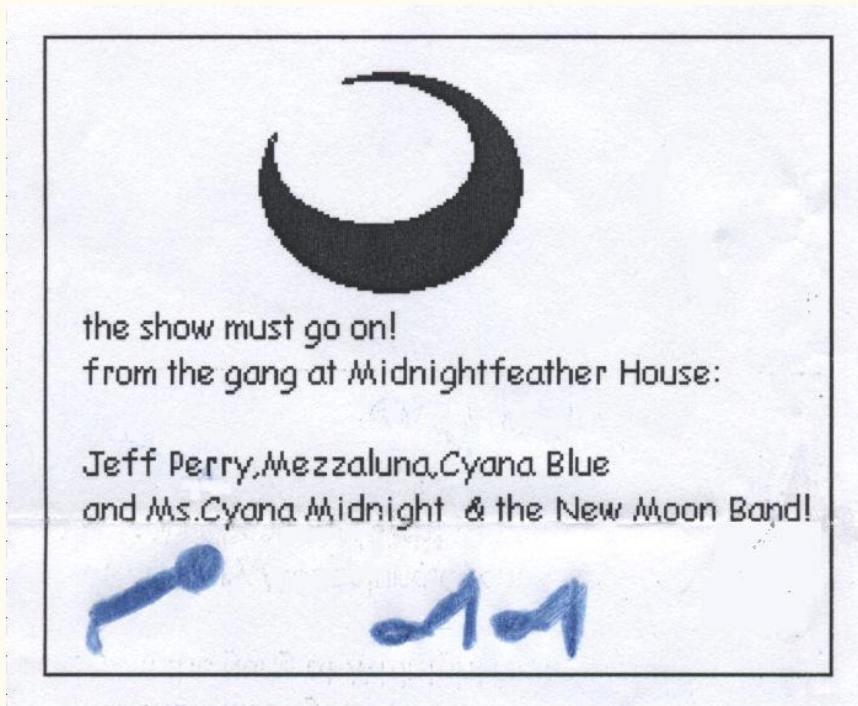 the show must go on!
from the gang at Midnightfeather House:
Jeff Perry,Mezzaluna,Cyana Blue
and Ms.Cyana Midnight & the New Moon Band!